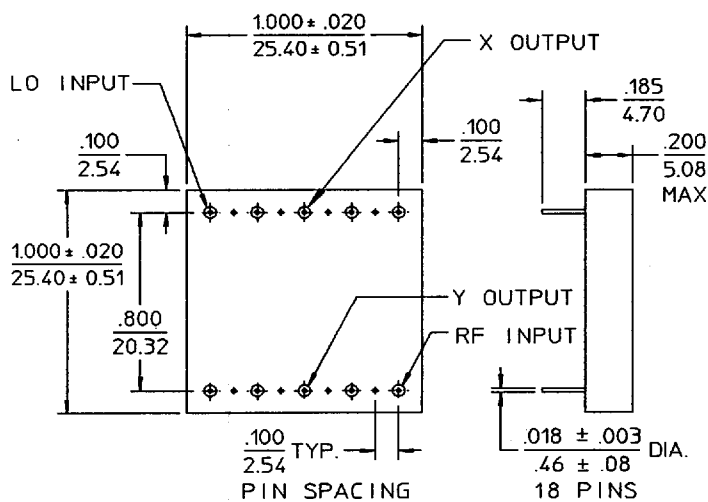 1.000 ± .020
25.40 ± 0.51
X OUTPUT
LO INPUT
.185
4.70
.100
2.54
.100
2.54
.200
5.08
MAX
1.000 ± .020
25.40 ± 0.51
.800
20.32
Y OUTPUT
RF INPUT
.100
2.54 TYP.
PIN SPACING
.018 ± .003
.46 ± .08 DIA.
18 PINS